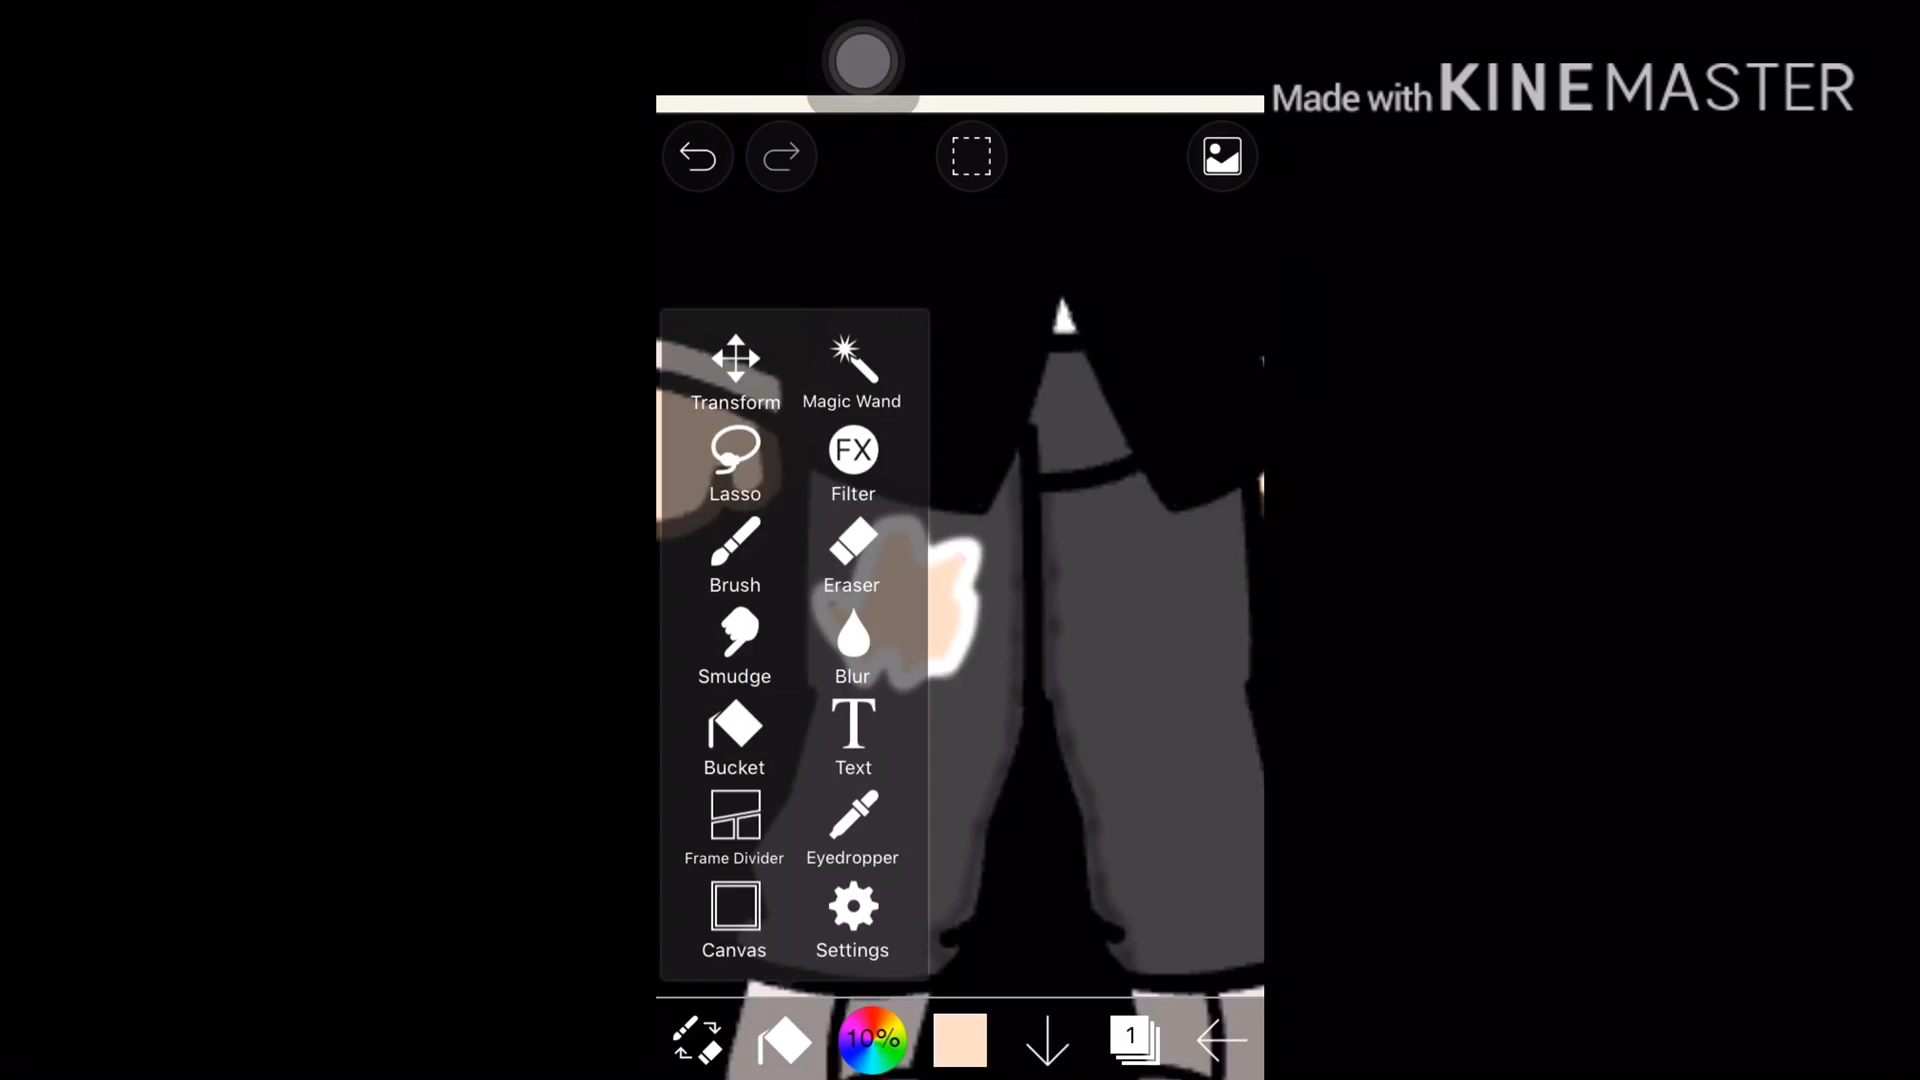 Made with KINEMASTER
Transform
Magic Wand
Lasso
FX
Filter
Brush
Eraser
Smudge
Blur
Bucket
T
Text
Frame Divider
Eyedropper
Canvas
Settings
10%
1